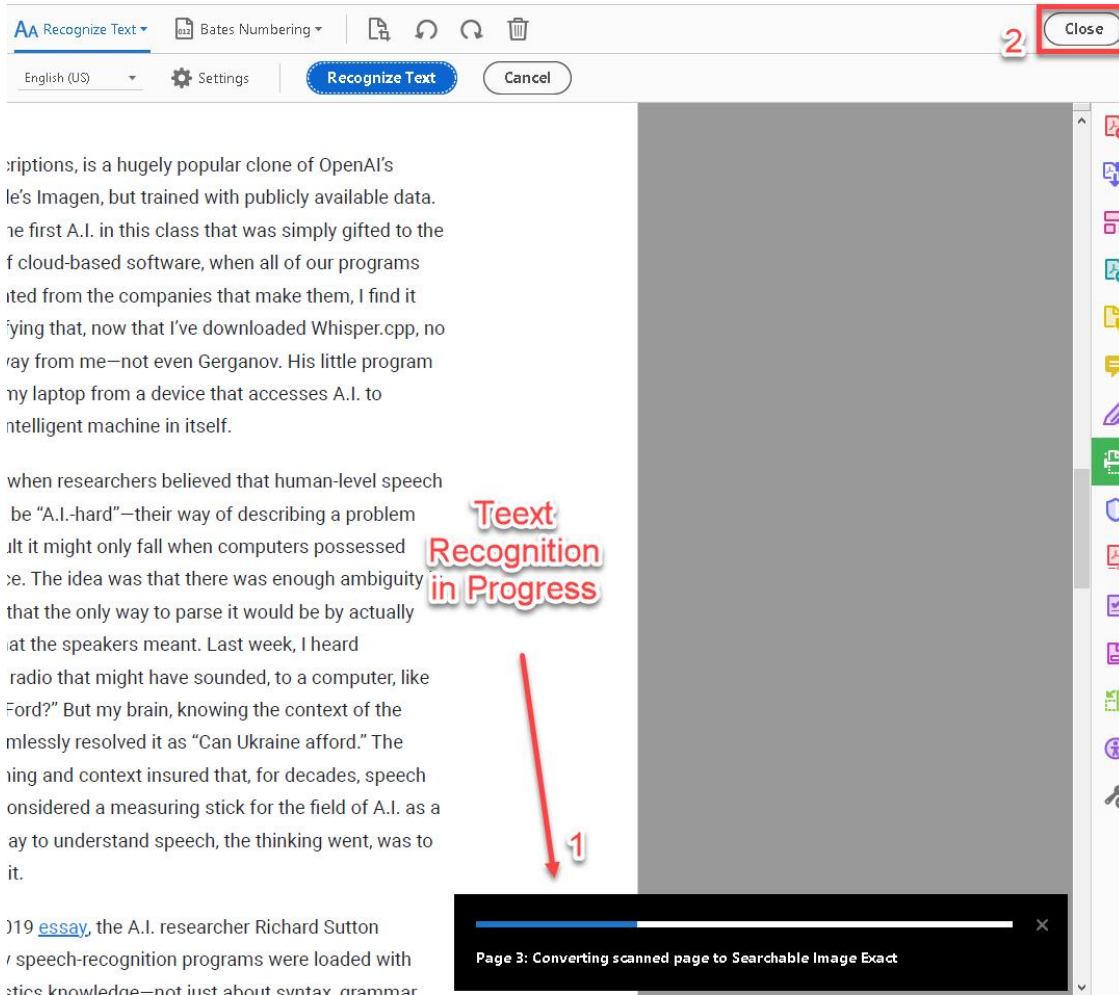 AA Recognize Text
Bates Numbering
2
Close
English (US)
Settings
Recognize Text
Cancel
criptions, is a hugely popular clone of OpenAI's
le's Imagen, but trained with publicly available data.
ne first A.I. in this class that was simply gifted to the
f cloud-based software, when all of our programs
nted from the companies that make them, I find it
fying that, now that I've downloaded Whisper.cpp, no
vay from me—not even Gerganov. His little program
my laptop from a device that accesses A.I. to
ntelligent machine in itself.
when researchers believed that human-level speech
be “A.I.-hard”—their way of describing a problem
ult it might only fall when computers possessed
ce. The idea was that there was enough ambiguity
that the only way to parse it would be by actually
at the speakers meant. Last week, I heard
radio that might have sounded, to a computer, like
Ford?” But my brain, knowing the context of the
mlessly resolved it as “Can Ukraine afford.” The
ning and context insured that, for decades, speech
onsidered a measuring stick for the field of A.I. as a
ay to understand speech, the thinking went, was to
it.
Teext
Recognition
in Progress
1
019 essay, the A.I. researcher Richard Sutton
y speech-recognition programs were loaded with
stics knowledge—not just about syntax, grammar
Page 3: Converting scanned page to Searchable Image Exact